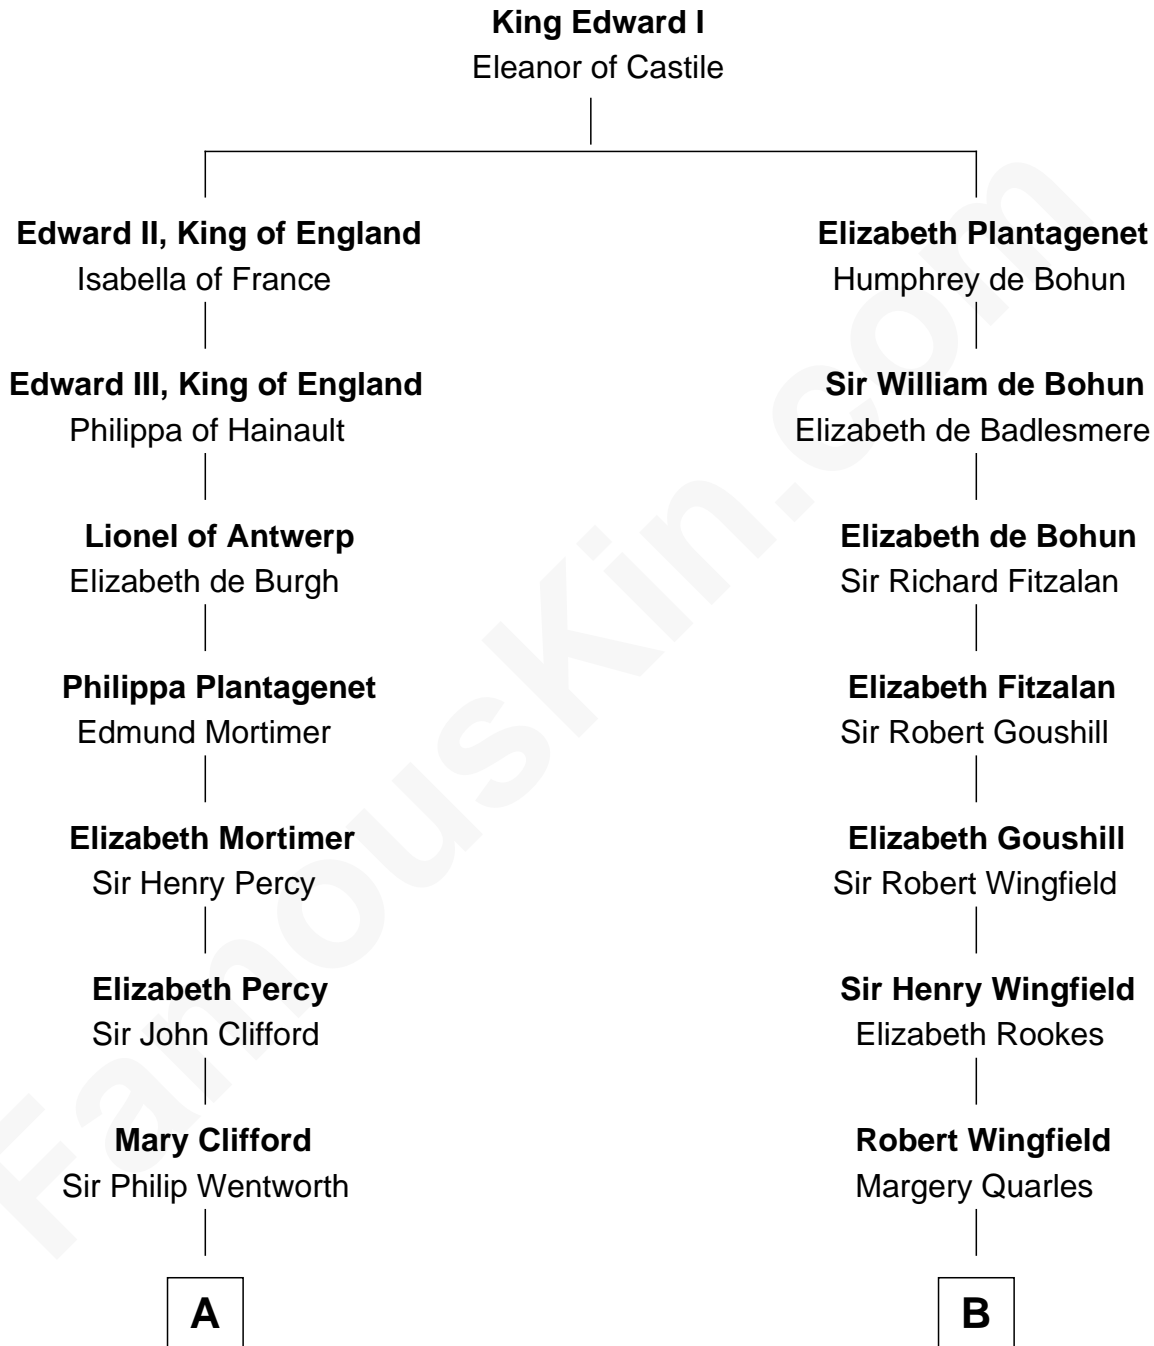 King Edward I
Eleanor of Castile
Edward II, King of England
Isabella of France
Edward III, King of England
Philippa of Hainault
Lionel of Antwerp
Elizabeth de Burgh
Philippa Plantagenet
Edmund Mortimer
Elizabeth Mortimer
Sir Henry Percy
Elizabeth Percy
Sir John Clifford
Mary Clifford
Sir Philip Wentworth
A
Elizabeth Plantagenet
Humphrey de Bohun
Sir William de Bohun
Elizabeth de Badlesmere
Elizabeth de Bohun
Sir Richard Fitzalan
Elizabeth Fitzalan
Sir Robert Goushill
Elizabeth Goushill
Sir Robert Wingfield
Sir Henry Wingfield
Elizabeth Rookes
Robert Wingfield
Margery Quarles
B
FamousKin.com